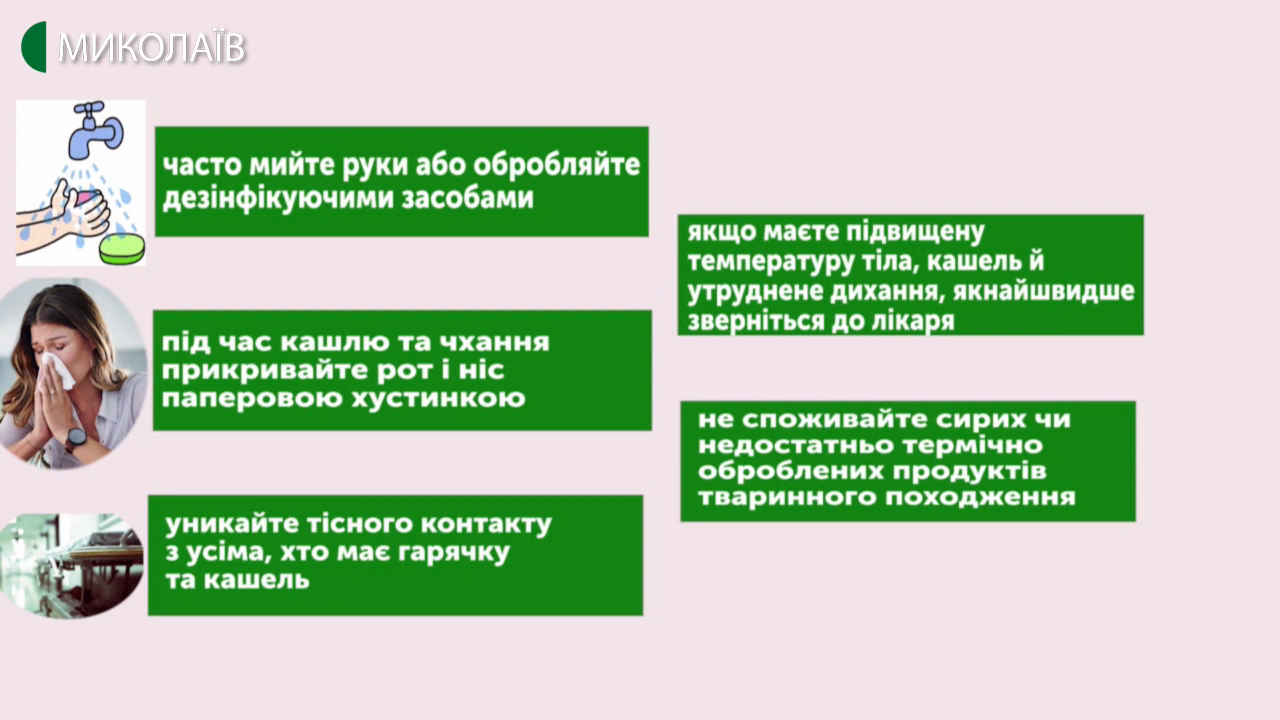 МИКОЛАЇВ
часто мийте руки або обробляйте
дезінфікуючими засобами
під час кашлю та чхання
прикривайте рот і ніс
паперовою хустинкою
уникайте тісного контакту
з усіма, хто має гарячку
та кашель
якщо маєте підвищену
температуру тіла, кашель й
утруднене дихання, якнайшвидше
зверніться до лікаря
не споживайте сирих чи
недостатньо термічно
оброблених продуктів
тваринного походження